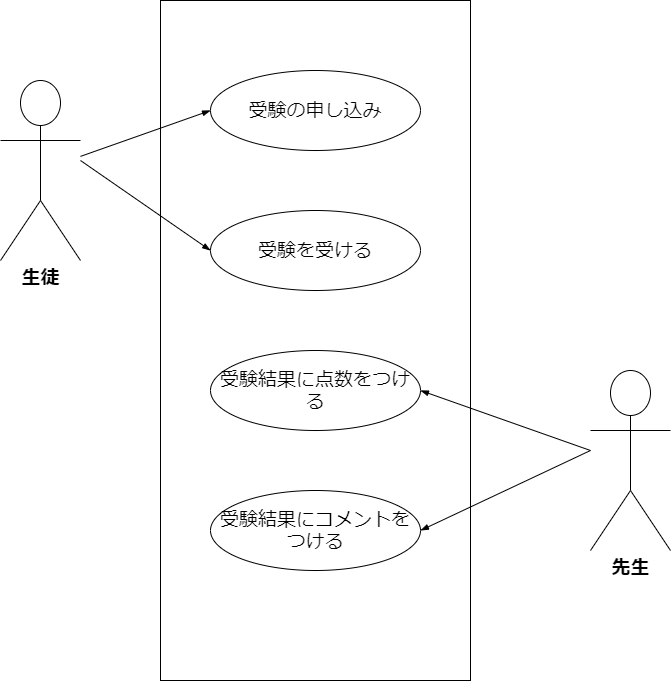 受験の申し込み
受験を受ける
生徒
受験結果に点数をつけ
る
受験結果にコメントを
つける
先生